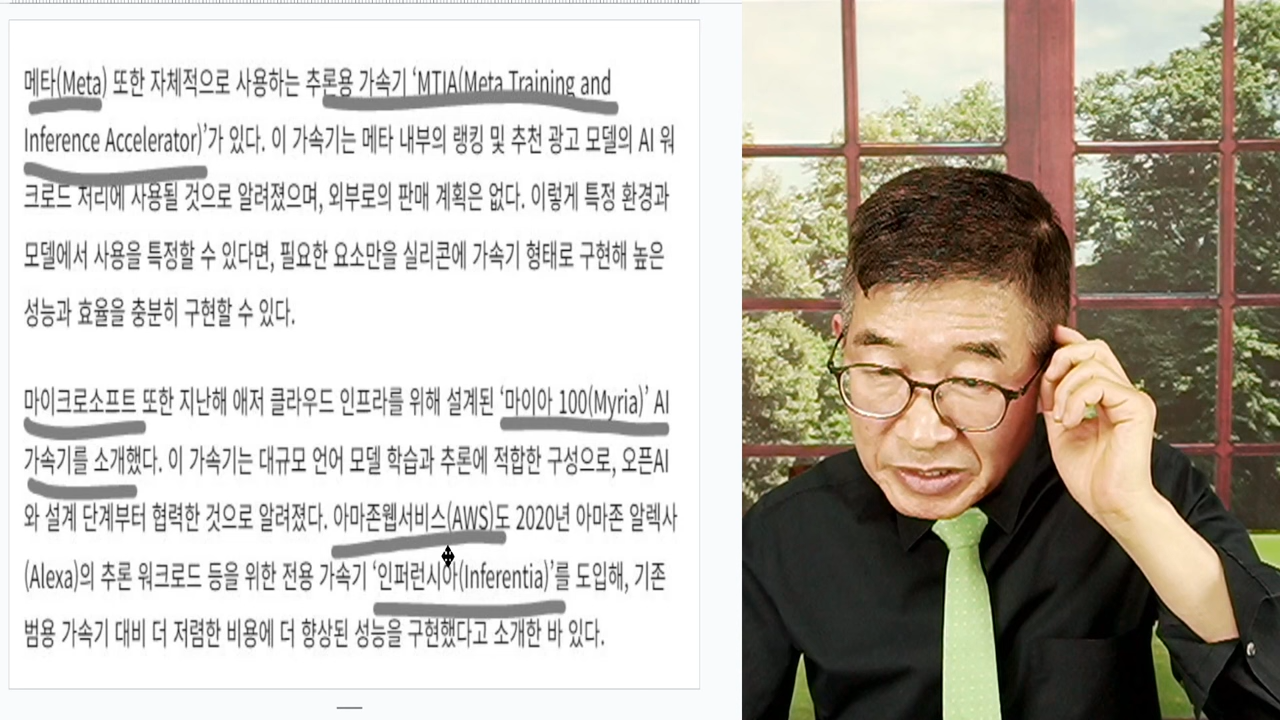 메타(Meta) 또한 자체적으로 사용하는 추론용 가속기 ‘MTIA(Meta Training and
Inference Accelerator)’가 있다. 이 가속기는 메타 내부의 랭킹 및 추천 광고 모델의 AI 워
크로드 처리에 사용될 것으로 알려졌으며, 외부로의 판매 계획은 없다. 이렇게 특정 환경과
모델에서 사용을 특정할 수 있다면, 필요한 요소만을 실리콘에 가속기 형태로 구현해 높은
성능과 효율을 충분히 구현할 수 있다.
마이크로소프트 또한 지난해 애저 클라우드 인프라를 위해 설계된 ‘마이아 100(Myria)’ AI
가속기를 소개했다. 이 가속기는 대규모 언어 모델 학습과 추론에 적합한 구성으로, 오픈AI
와 설계 단계부터 협력한 것으로 알려졌다. 아마존웹서비스(AWS)도 2020년 아마존 알렉사
(Alexa)의 추론 워크로드 등을 위한 전용 가속기 ‘인퍼런시아(Inferentia)’를 도입해, 기존
범용 가속기 대비 더 저렴한 비용에 더 향상된 성능을 구현했다고 소개한 바 있다.